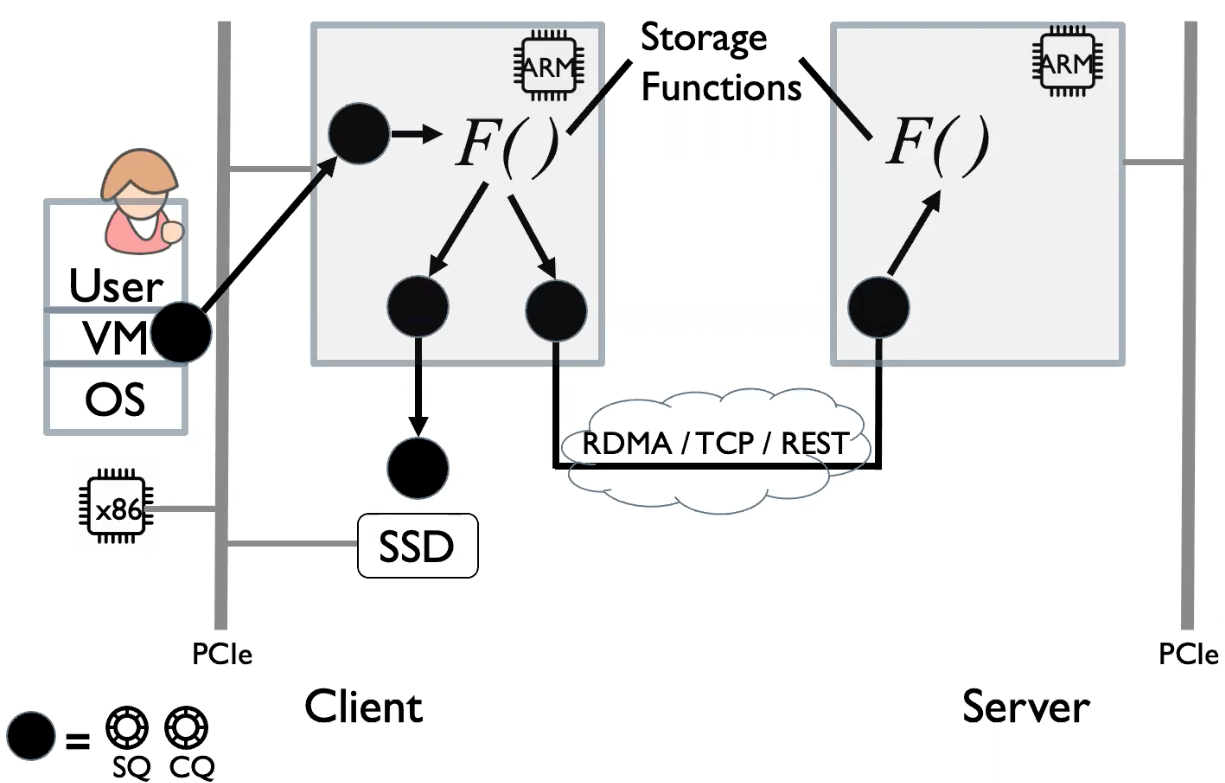 Storage
Functions
ARM
ARM
F()
F()
User
VM
OS
x86
RDMA / TCP / REST
SSD
PCIe
PCIe
Client
Server
=
SQ CQ